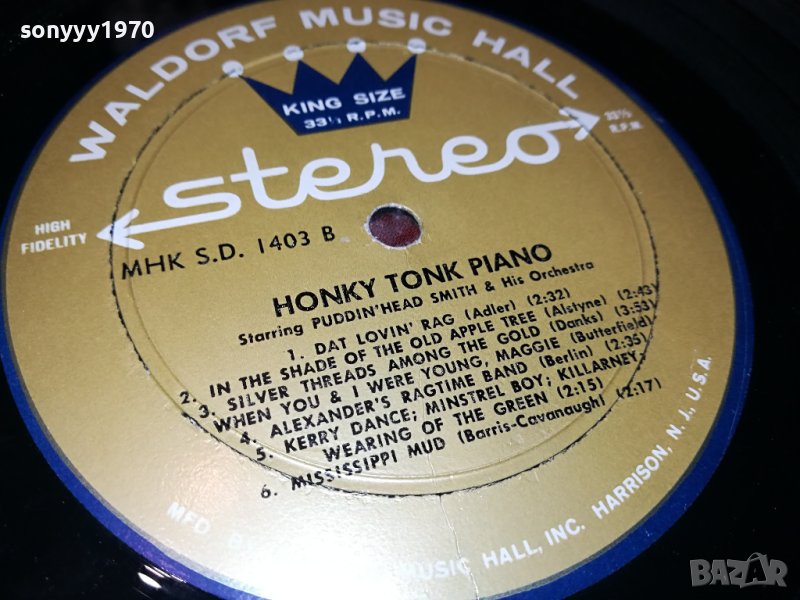 sonyyy1970
WALDORF MUSIC HALL
KING SIZE
33⅓ R.P.M.
stereo
33⅓
R.P.M.
HIGH
FIDELITY
MHK S.D. 1403 B
HONKY TONK PIANO
Starring PUDDIN' HEAD SMITH & His Orchestra
1. DAT LOVIN' RAG (Adler) (2:32)
2. IN THE SHADE OF THE OLD APPLE TREE (Alstyne) (2:43)
3. SILVER THREADS AMONG THE GOLD (Danks) (3:53)
WHEN YOU & I WERE YOUNG, MAGGIE (Butterfield)
4. ALEXANDER'S RAGTIME BAND (Berlin) (2:35)
5. KERRY DANCE; MINSTREL BOY; KILLARNEY,
WEARING OF THE GREEN (2:15)
6. MISSISSIPPI MUD (Barris-Cavanaugh) (2:17)
MFD. MUSIC HALL, INC. HARRISON, N. J., U.S.A.
BAZAR